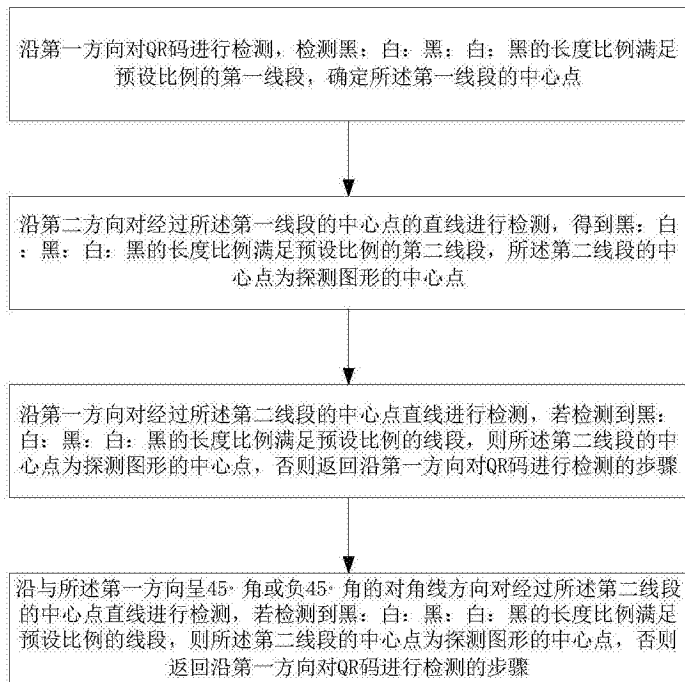 沿第一方向对QR码进行检测，检测黑：白：黑：白：黑的长度比例满足
预设比例的第一线段，确定所述第一线段的中心点
沿第二方向对经过所述第一线段的中心点的直线进行检测，得到黑：白
：黑：白：黑的长度比例满足预设比例的第二线段，所述第二线段的中
心点为探测图形的中心点
沿第一方向对经过所述第二线段的中心点直线进行检测，若检测到黑：
白：黑：白：黑的长度比例满足预设比例的线段，则所述第二线段的中
心点为探测图形的中心点，否则返回沿第一方向对QR码进行检测的步骤
沿与所述第一方向呈45°角或负45°角的对角线方向对经过所述第二线段
的中心点直线进行检测，若检测到黑：白：黑：白：黑的长度比例满足
预设比例的线段，则所述第二线段的中心点为探测图形的中心点，否则
返回沿第一方向对QR码进行检测的步骤